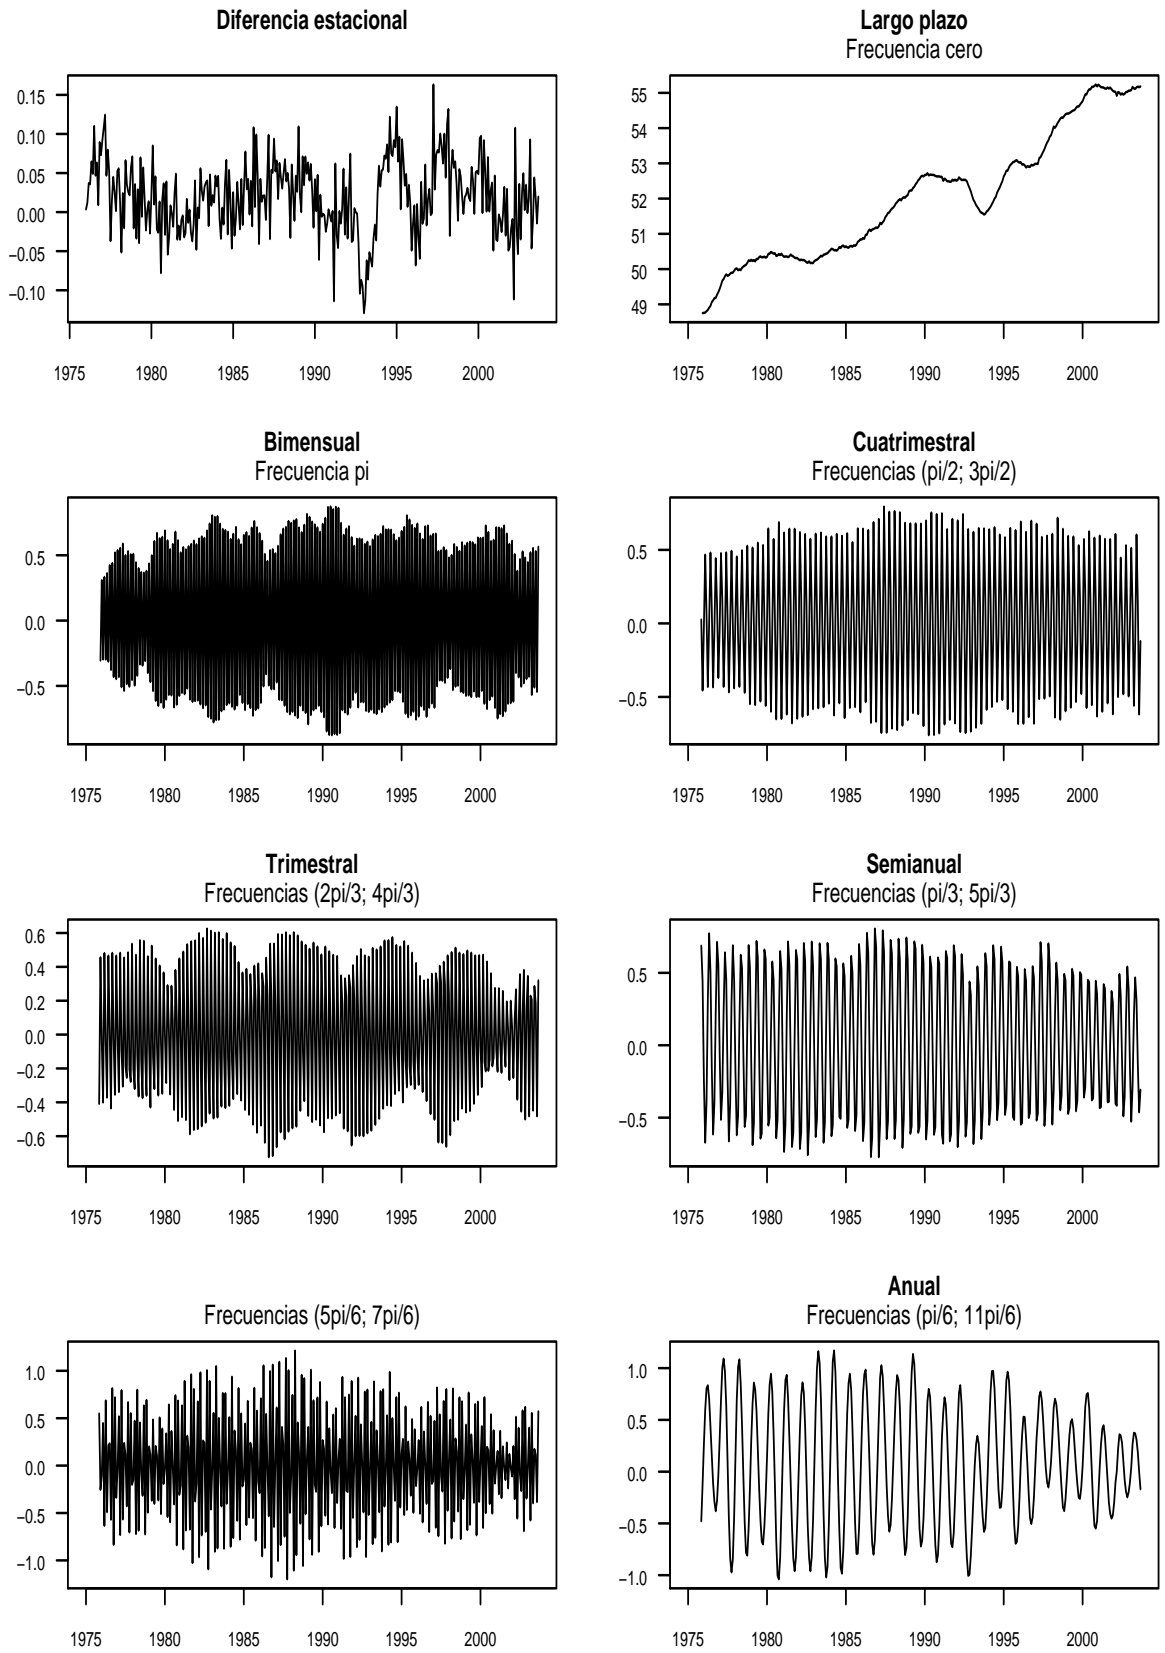 Diferencia estacional
0.15
0.10
0.05
0.00
−0.05
−0.10
1975 1980 1985 1990 1995 2000
Largo plazo
Frecuencia cero
55
54
53
52
51
50
49
1975 1980 1985 1990 1995 2000
Bimensual
Frecuencia pi
0.5
0.0
−0.5
1975 1980 1985 1990 1995 2000
Cuatrimestral
Frecuencias (pi/2; 3pi/2)
0.5
0.0
−0.5
1975 1980 1985 1990 1995 2000
Trimestral
Frecuencias (2pi/3; 4pi/3)
0.6
0.4
0.2
0.0
−0.2
−0.4
−0.6
1975 1980 1985 1990 1995 2000
Semianual
Frecuencias (pi/3; 5pi/3)
0.5
0.0
−0.5
1975 1980 1985 1990 1995 2000
Frecuencias (5pi/6; 7pi/6)
1.0
0.5
0.0
−0.5
−1.0
1975 1980 1985 1990 1995 2000
Anual
Frecuencias (pi/6; 11pi/6)
1.0
0.5
0.0
−0.5
−1.0
1975 1980 1985 1990 1995 2000